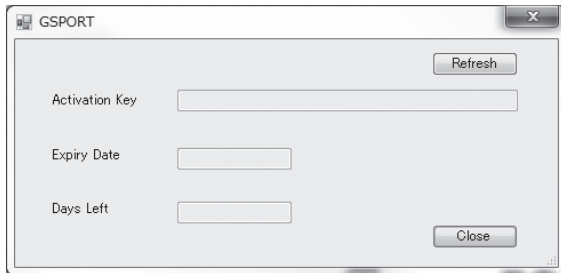 GSPORT
Refresh
Activation Key
Expiry Date
Days Left
Close